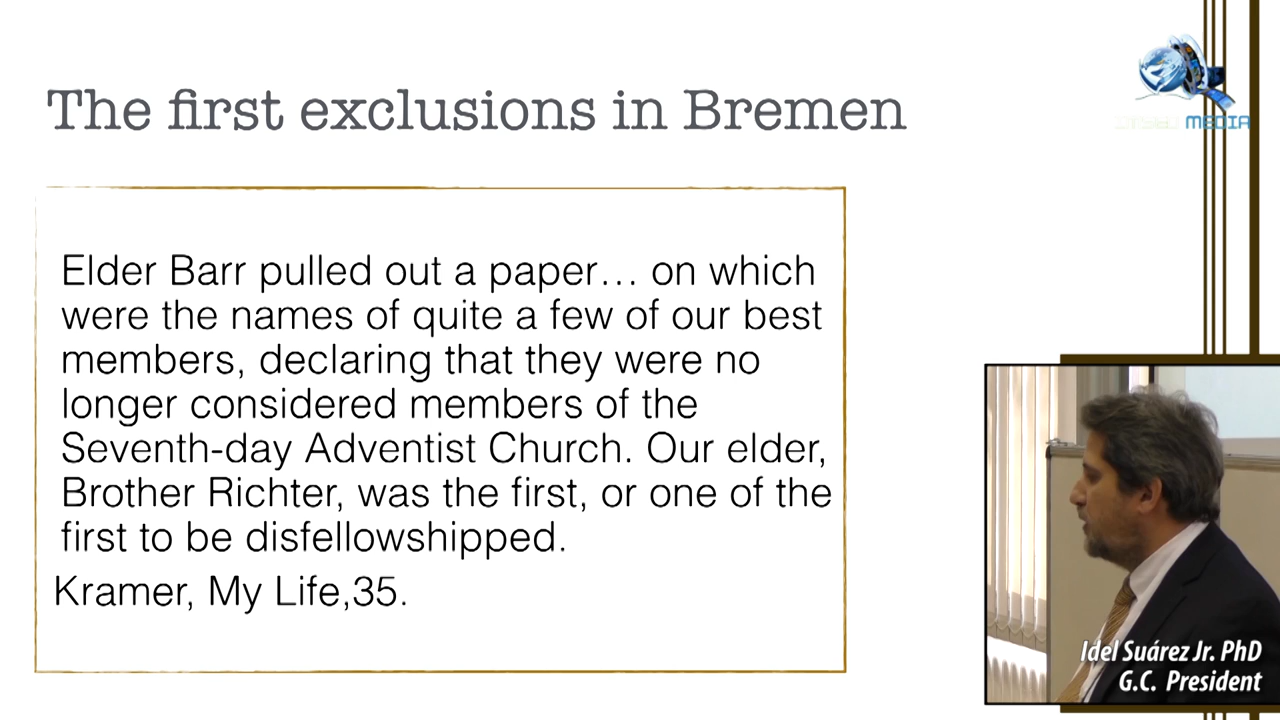 The first exclusions in Bremen
MEDIA
Elder Barr pulled out a paper… on which
were the names of quite a few of our best
members, declaring that they were no
longer considered members of the
Seventh-day Adventist Church. Our elder,
Brother Richter, was the first, or one of the
first to be disfellowshipped.
Kramer, My Life,35.
Idel Suárez Jr. PhD
G.C. President